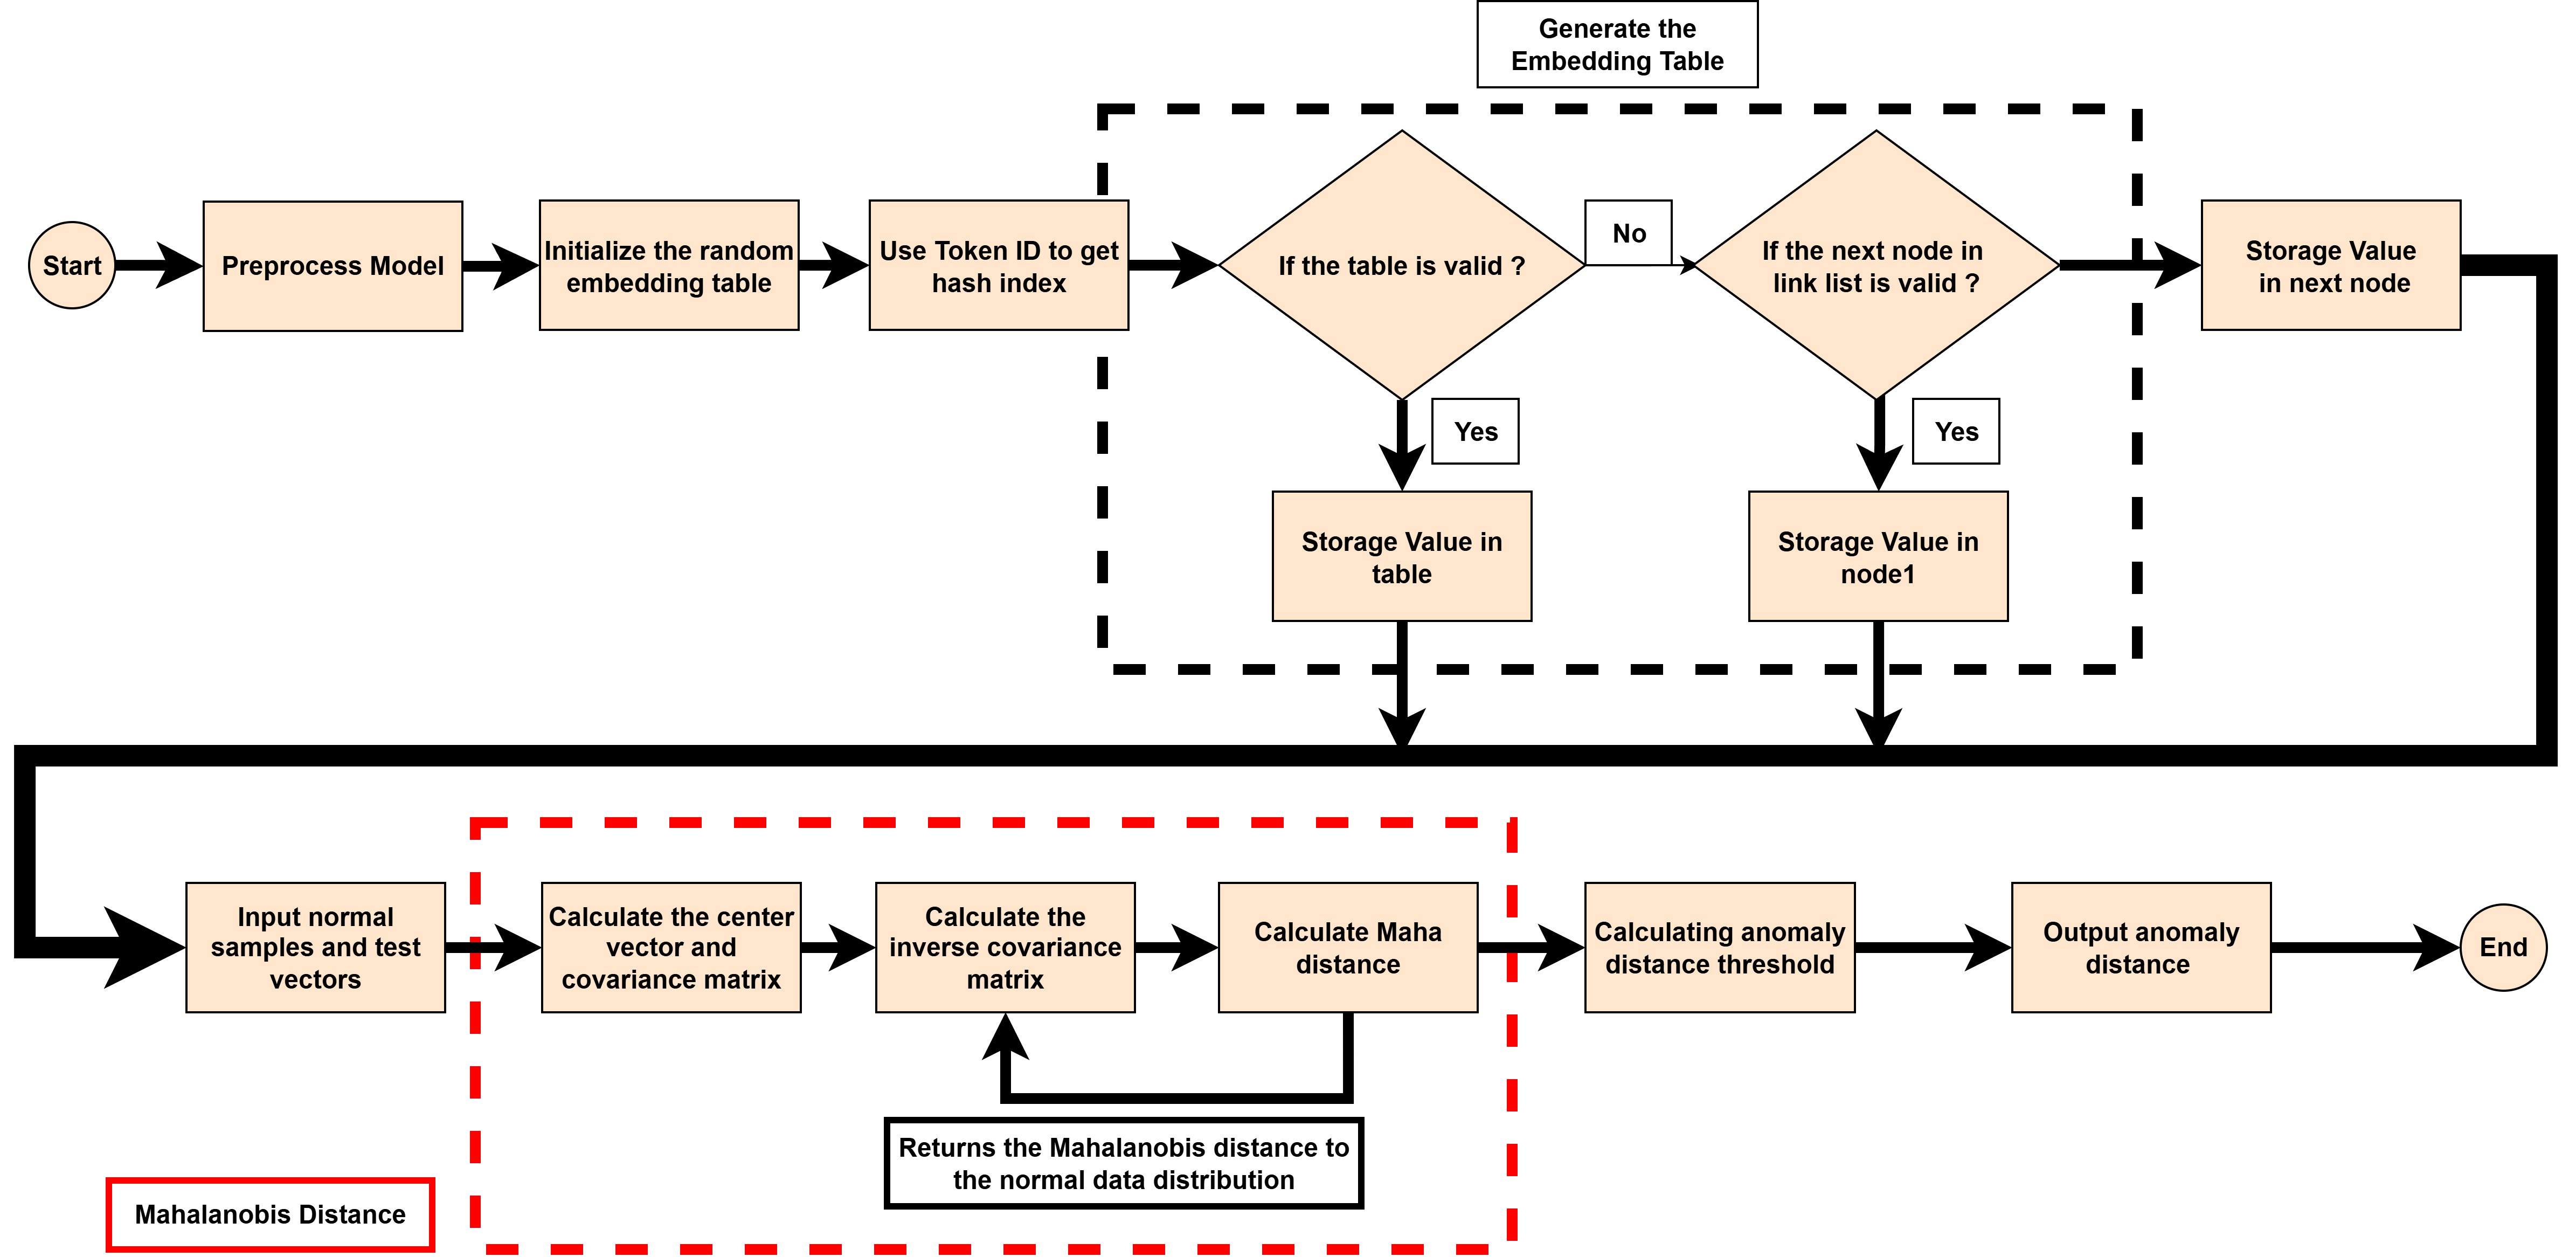 Generate the
Embedding Table
Start
Preprocess Model
Initialize the random
embedding table
Use Token ID to get
hash index
If the table is valid ?
No
If the next node in
link list is valid ?
Storage Value
in next node
Yes
Yes
Storage Value in
table
Storage Value in
node1
Input normal
samples and test
vectors
Calculate the center
vector and
covariance matrix
Calculate the
inverse covariance
matrix
Calculate Maha
distance
Calculating anomaly
distance threshold
Output anomaly
distance
End
Returns the Mahalanobis distance to
the normal data distribution
Mahalanobis Distance